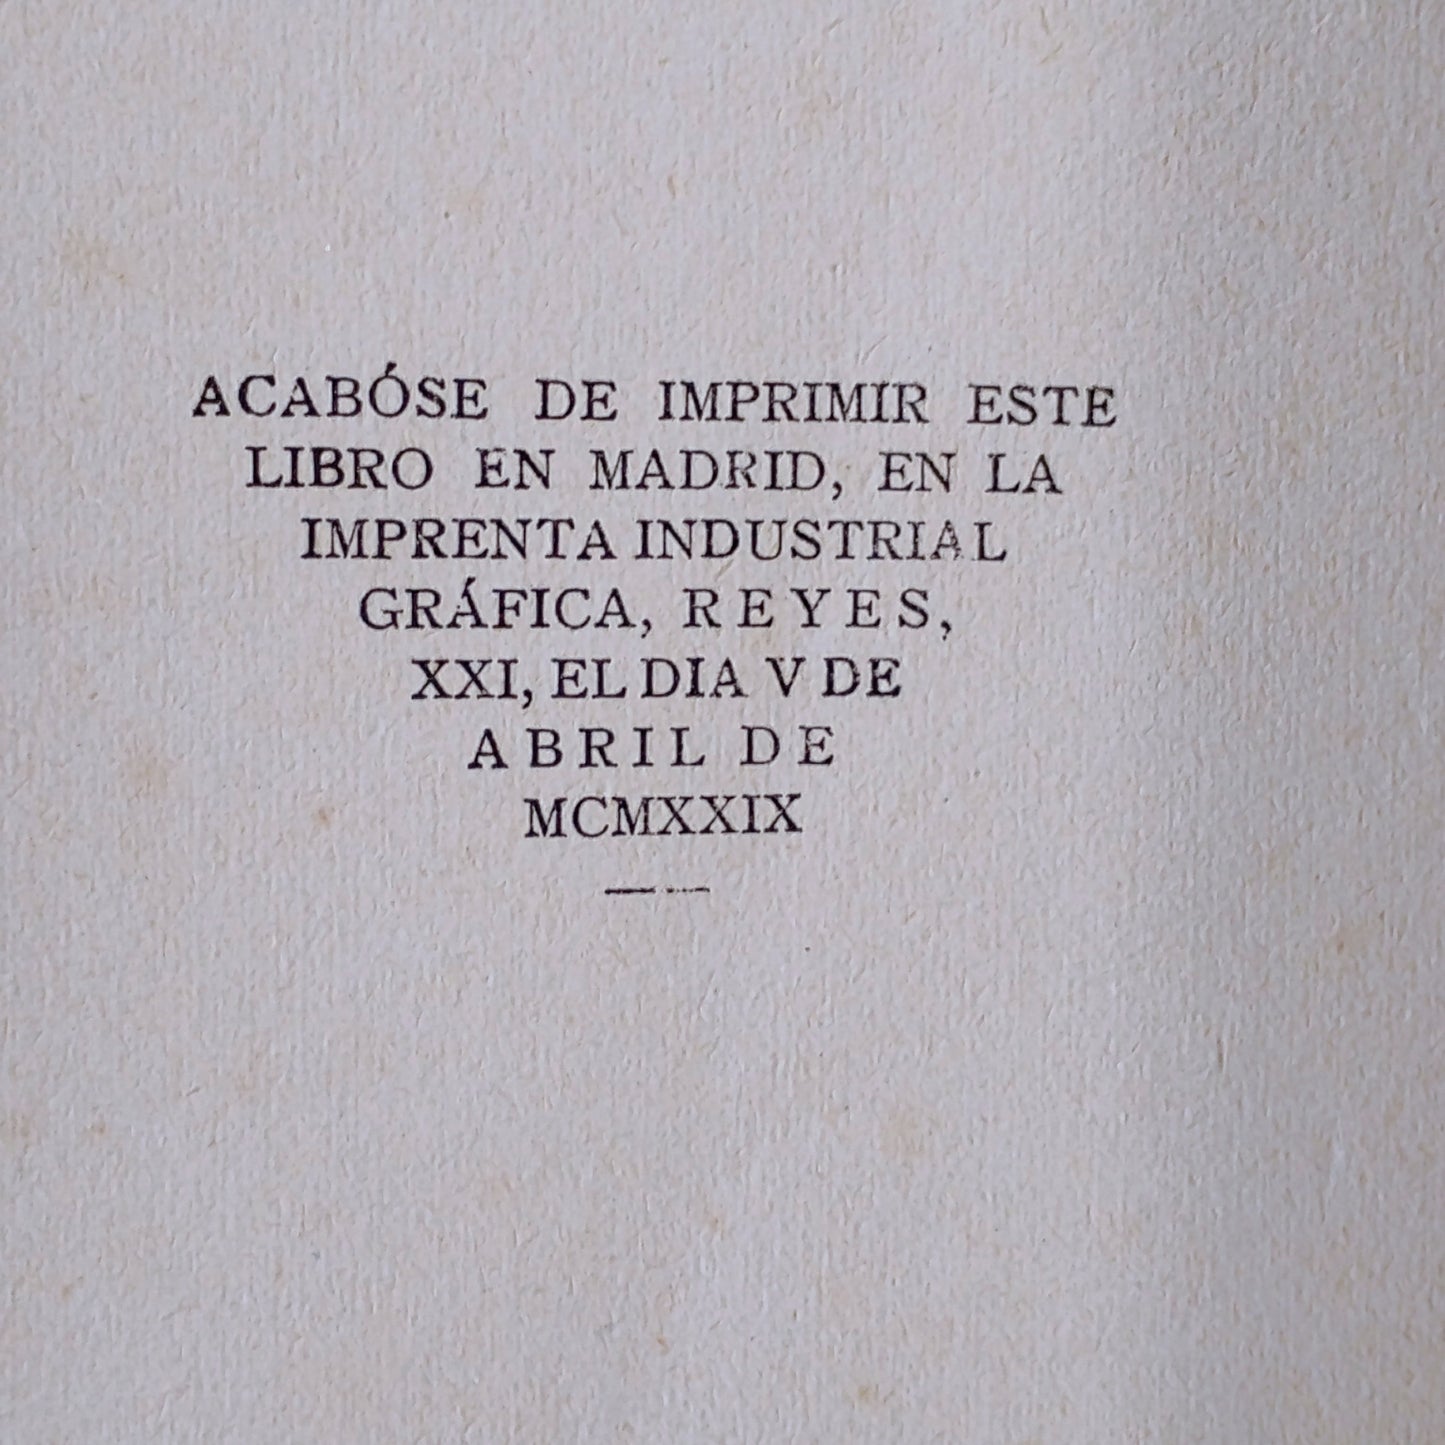 ACABÓSE DE IMPRIMIR ESTE
LIBRO EN MADRID, EN LA
IMPRENTA INDUSTRIAL
GRÁFICA, REYES,
XXI, EL DIA V DE
ABRIL DE
MCMXXIX